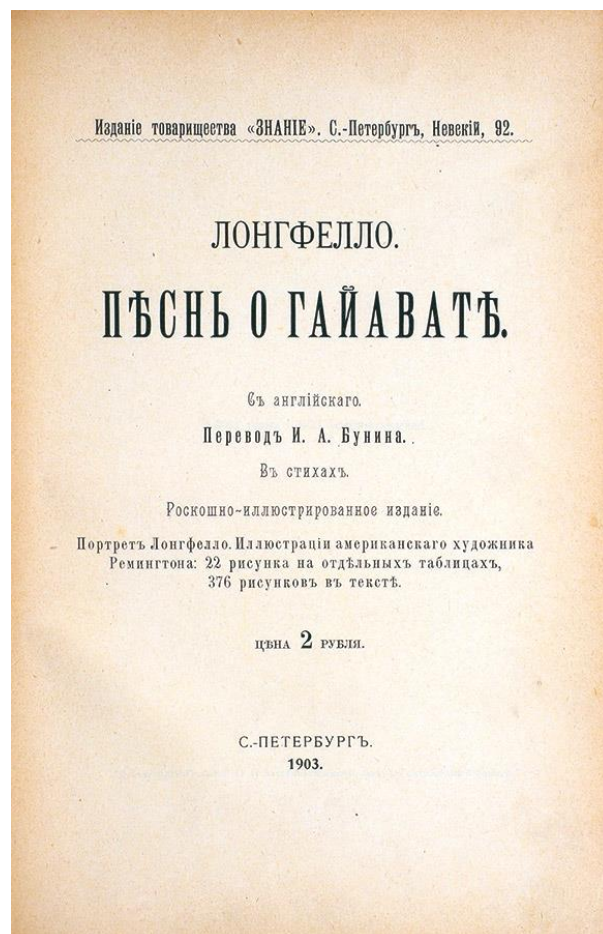 Изданіе товарищества «ЗНАНІЕ». С.-Петербургъ, Невскій, 92.
ЛОНГФЕЛЛО.
ПѢСНЬ О ГАЙАВАТѢ.
Съ англійскаго.
Переводъ И. А. Бунина.
Въ стихахъ.
Роскошно-иллюстрированное изданіе.
Портретъ Лонгфелло. Иллюстраціи американскаго художника
Ремингтона: 22 рисунка на отдѣльныхъ таблицахъ,
376 рисунковъ въ текстѣ.
ЦѢНА 2 РУБЛЯ.
С.-ПЕТЕРБУРГЪ.
1903.